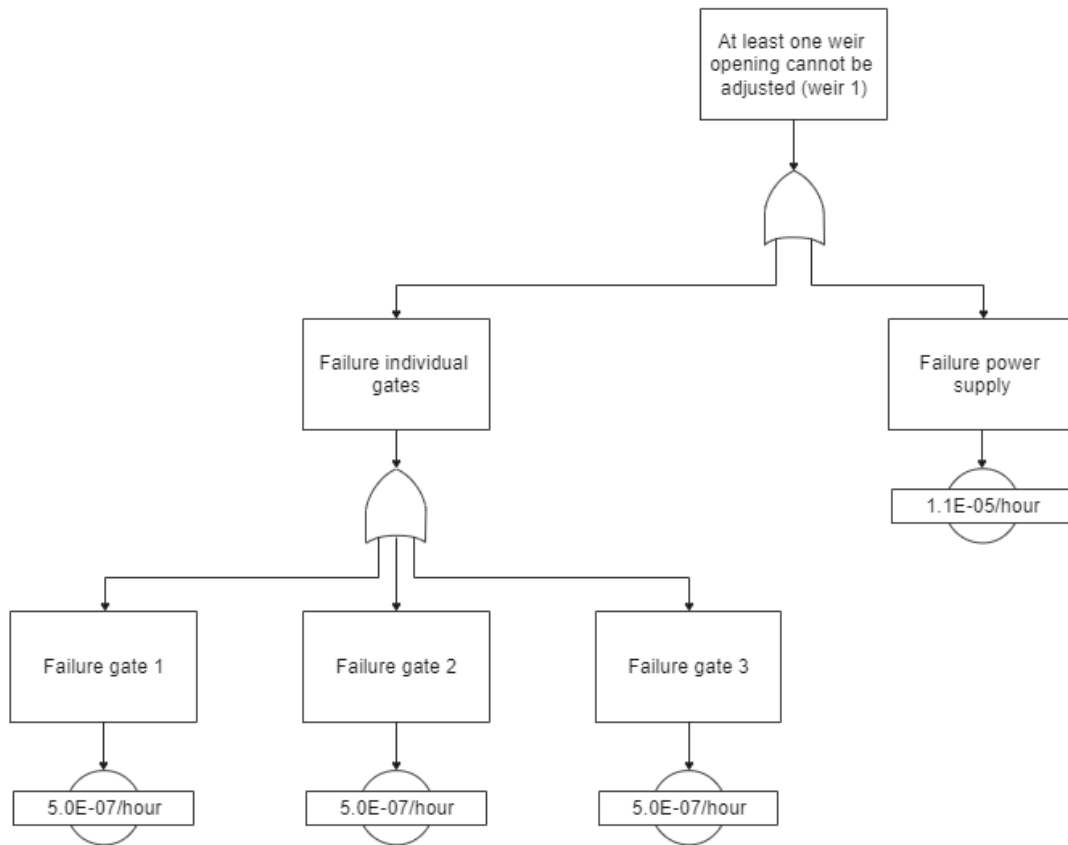 At least one weir
opening cannot be
adjusted (weir 1)
Failure individual
gates
Failure power
supply
1.1E-05/hour
Failure gate 1
Failure gate 2
Failure gate 3
5.0E-07/hour
5.0E-07/hour
5.0E-07/hour